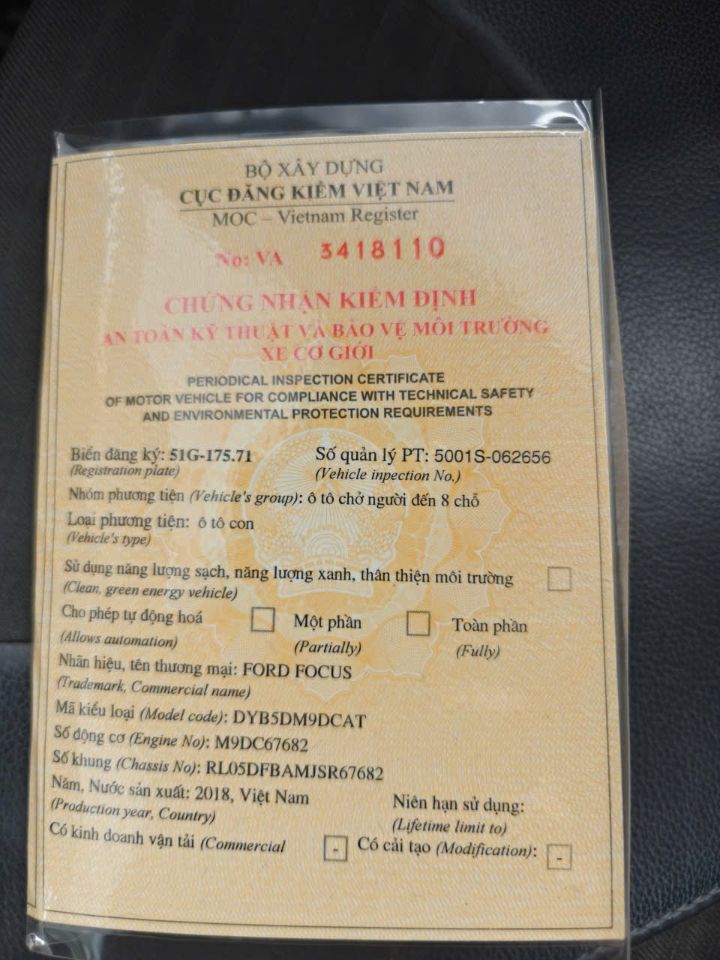 BỘ XÂY DỰNG
CỤC ĐĂNG KIỂM VIỆT NAM
MOC – Vietnam Register
No: VA 3418110
CHỨNG NHẬN KIỂM ĐỊNH
AN TOÀN KỸ THUẬT VÀ BẢO VỆ MÔI TRƯỜNG
XE CƠ GIỚI
PERIODICAL INSPECTION CERTIFICATE
OF MOTOR VEHICLE FOR COMPLIANCE WITH TECHNICAL SAFETY
AND ENVIRONMENTAL PROTECTION REQUIREMENTS
Biển đăng ký: 51G-175.71 Số quản lý PT: 5001S-062656
(Registration plate) (Vehicle inpection No.)
Nhóm phương tiện (Vehicle's group): ô tô chở người đến 8 chỗ
Loại phương tiện: ô tô con
(Vehicle's type)
Sử dụng năng lượng sạch, năng lượng xanh, thân thiện môi trường
(Clean, green energy vehicle)
Cho phép tự động hoá Một phần Toàn phần
(Allows automation) (Partially) (Fully)
Nhãn hiệu, tên thương mại: FORD FOCUS
(Trademark, Commercial name)
Mã kiểu loại (Model code): DYB5DM9DCAT
Số động cơ (Engine No): M9DC67682
Số khung (Chassis No): RL05DFBAMJSR67682
Năm, Nước sản xuất: 2018, Việt Nam Niên hạn sử dụng:
(Production year, Country) (Lifetime limit to)
Có kinh doanh vận tải (Commercial - Có cải tạo (Modification): -